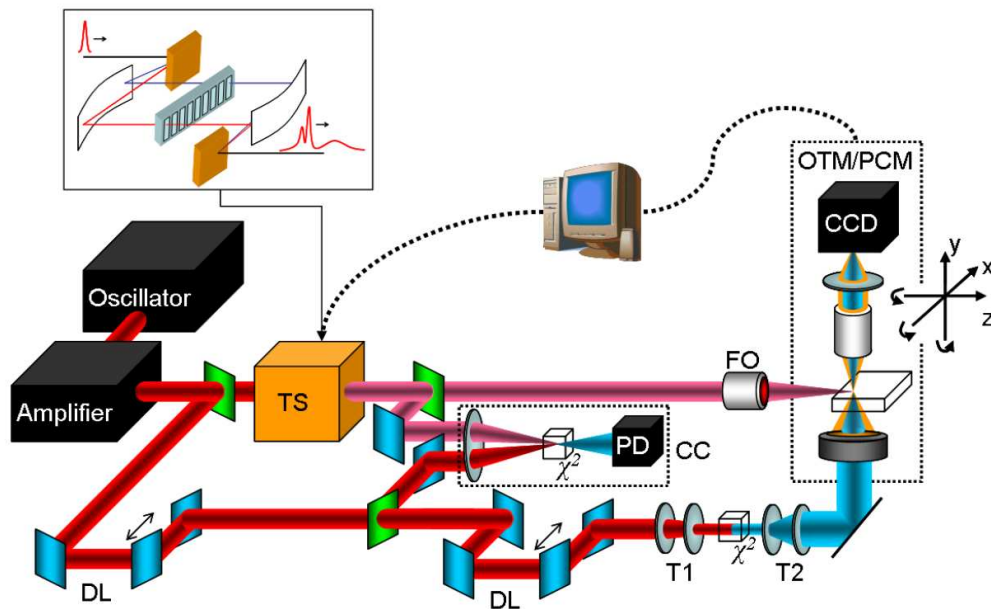 OTM/PCM
CCD
y
x
z
Oscillator
Amplifier
TS
FO
PD
CC
χ²
DL
DL
T1
χ²
T2